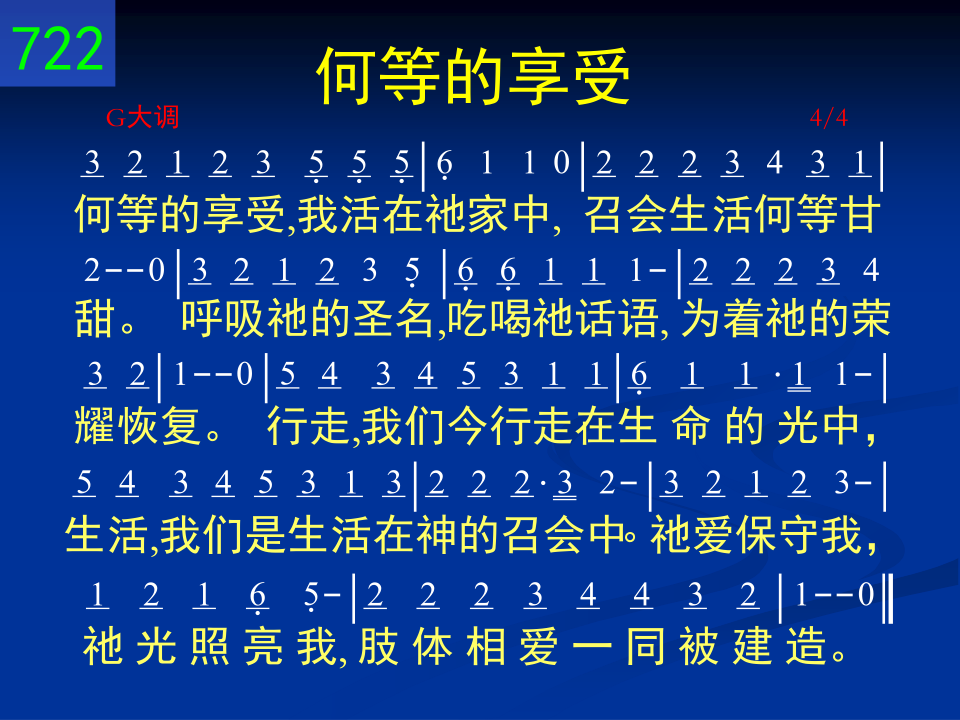 722
何等的享受
G大调 4/4
3 2 1 2 3 5̣ 5̣ 5̣|6̣ 1 1 0|2 2 2 3 4 3 1|
何等的享受,我活在祂家中, 召会生活何等甘
2--0|3 2 1 2 3 5̣|6̣ 6̣ 1 1 1-|2 2 2 3 4
甜。 呼吸祂的圣名,吃喝祂话语, 为着祂的荣
3 2|1--0|5 4 3 4 5 3 1 1|6̣ 1 1·1 1-|
耀恢复。 行走,我们今行走在生 命 的 光中,
5 4 3 4 5 3 1 3|2 2 2·3 2-|3 2 1 2 3-|
生活,我们是生活在神的召会中。祂爱保守我,
1 2 1 6̣ 5̣-|2 2 2 3 4 4 3 2|1--0‖
祂 光 照 亮 我, 肢 体 相 爱 一 同 被 建 造。